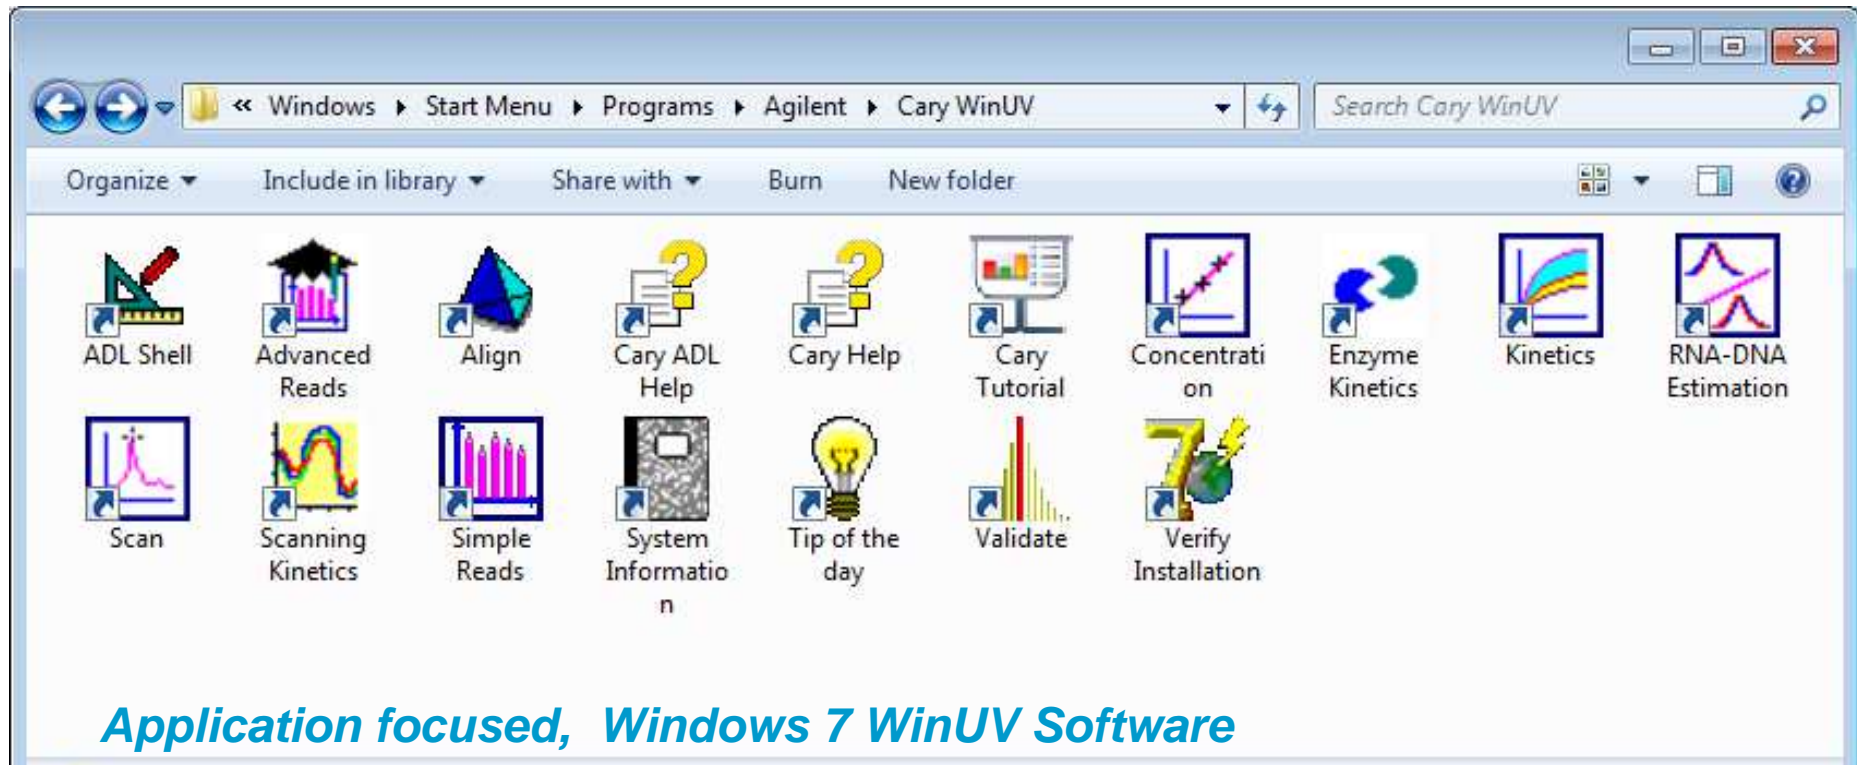 « Windows ▸ Start Menu ▸ Programs ▸ Agilent ▸ Cary WinUV
Search Cary WinUV
Organize Include in library Share with Burn New folder
ADL Shell
Advanced
Reads
Align
Cary ADL
Help
Cary Help
Cary
Tutorial
Concentrati
on
Enzyme
Kinetics
Kinetics
RNA-DNA
Estimation
Scan
Scanning
Kinetics
Simple
Reads
System
Informatio
n
Tip of the
day
Validate
Verify
Installation
Application focused, Windows 7 WinUV Software